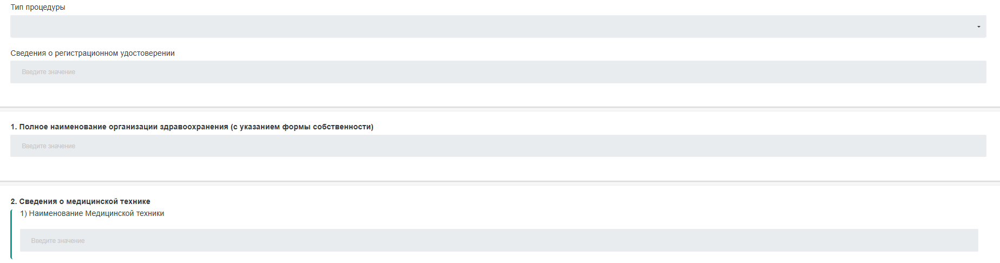 Тип процедуры
Сведения о регистрационном удостоверении
Введите значение
1. Полное наименование организации здравоохранения (с указанием формы собственности)
Введите значение
2. Сведения о медицинской технике
1) Наименование Медицинской техники
Введите значение